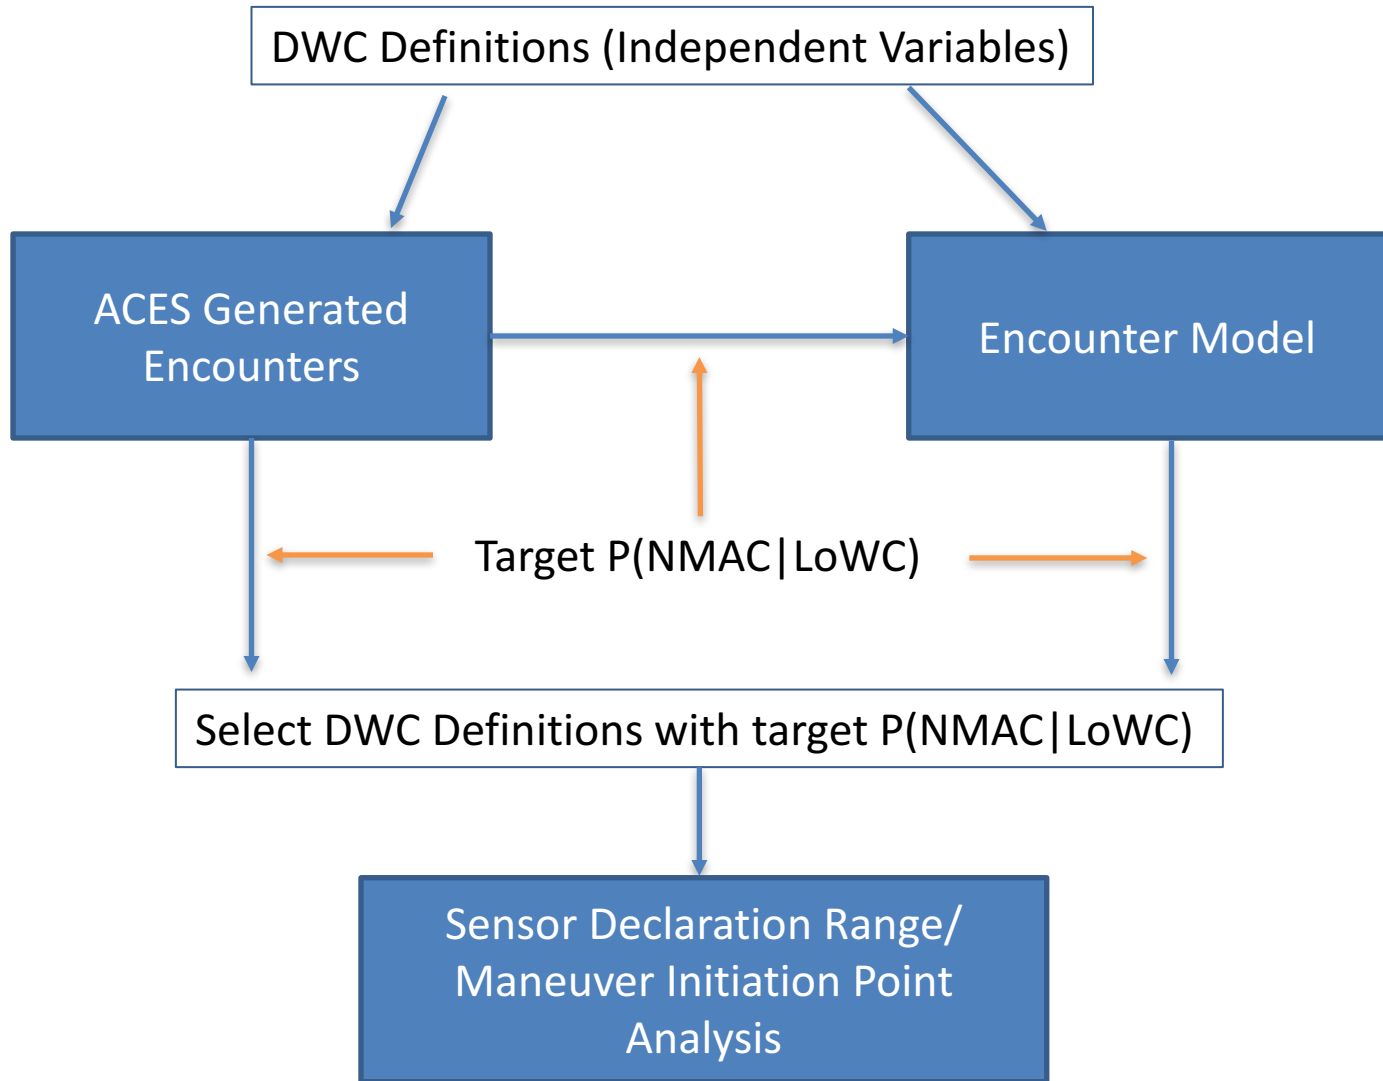 DWC Definitions (Independent Variables)
ACES Generated
Encounters
Encounter Model
Target P(NMAC|LoWC)
Select DWC Definitions with target P(NMAC|LoWC)
Sensor Declaration Range/
Maneuver Initiation Point
Analysis